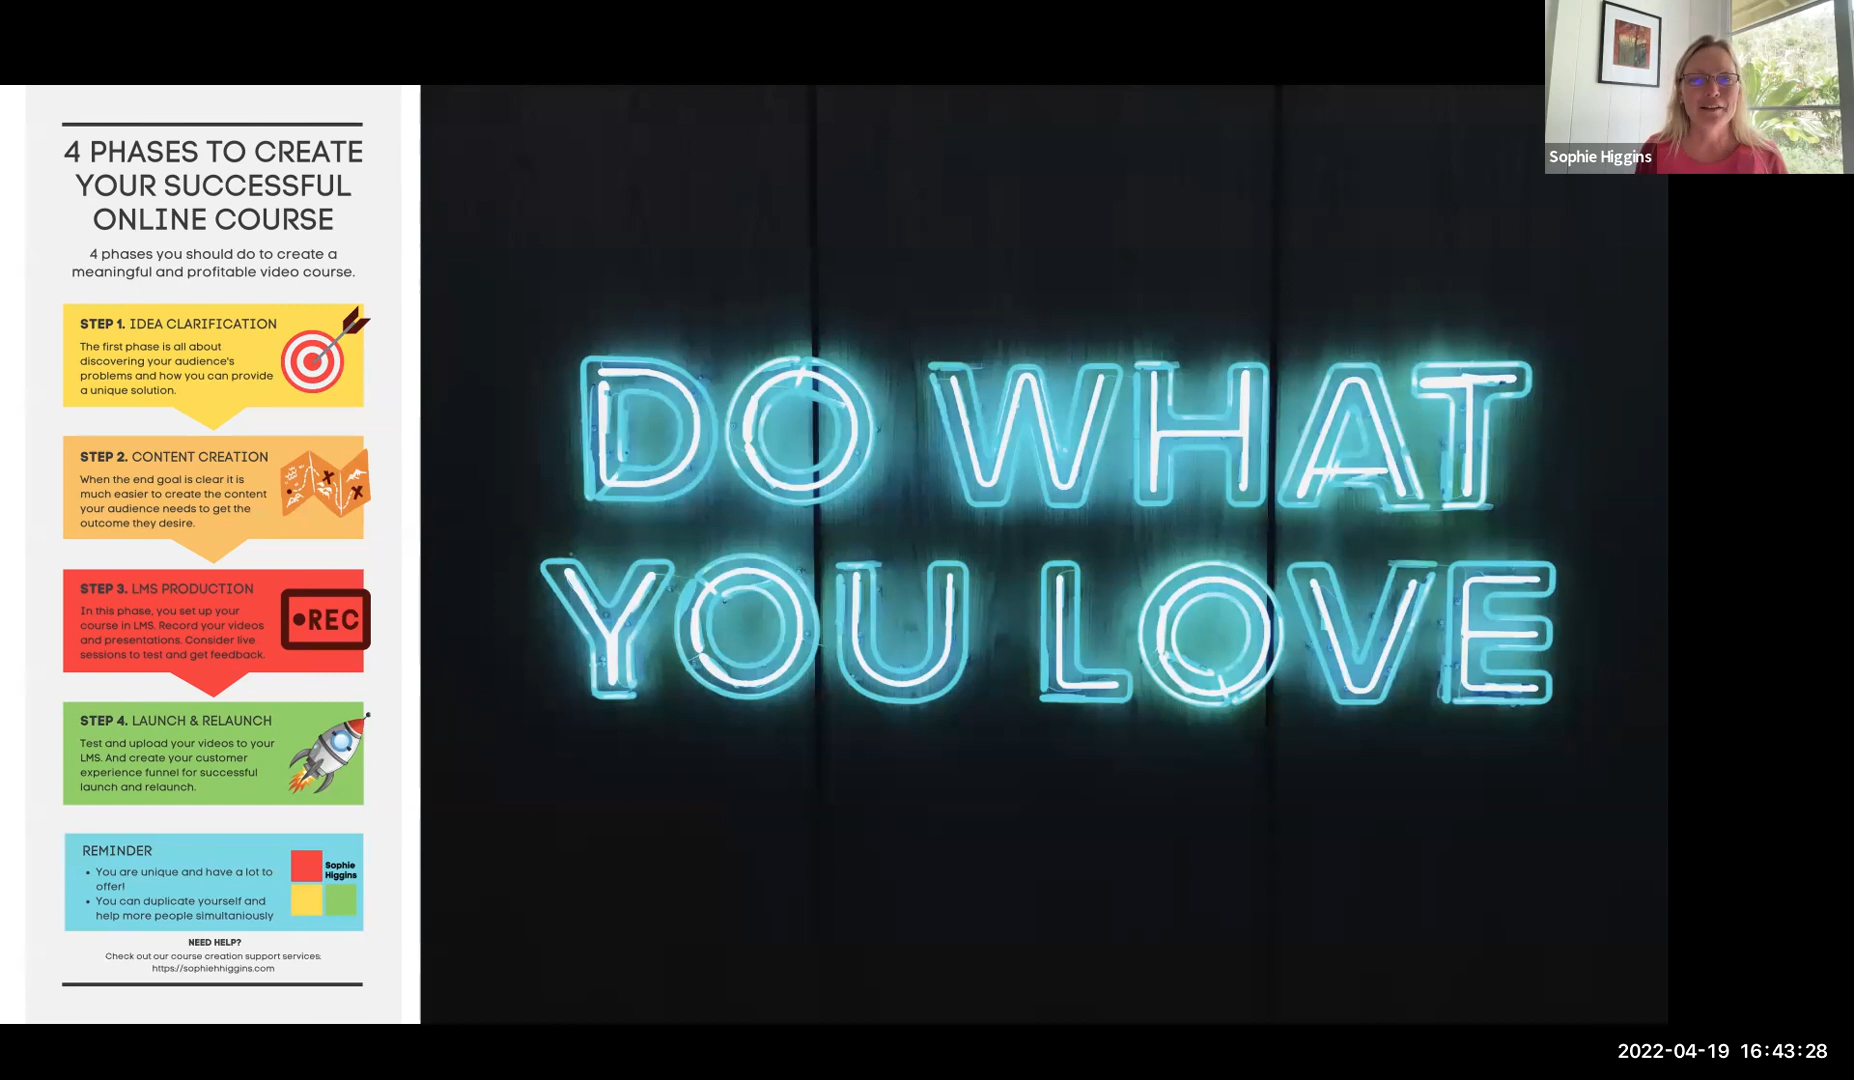 4 PHASES TO CREATE
YOUR SUCCESSFUL
ONLINE COURSE
4 phases you should do to create a
meaningful and profitable video course.
STEP 1. IDEA CLARIFICATION
The first phase is all about
discovering your audience's
problems and how you can provide
a unique solution.
STEP 2. CONTENT CREATION
When the end goal is clear it is
much easier to create the content
your audience needs to get the
outcome they desire.
STEP 3. LMS PRODUCTION
In this phase, you set up your
course in LMS. Record your videos
and presentations. Consider live
sessions to test and get feedback.
•REC
STEP 4. LAUNCH & RELAUNCH
Test and upload your videos to your
LMS. And create your customer
experience funnel for successful
launch and relaunch.
REMINDER
• You are unique and have a lot to
offer!
• You can duplicate yourself and
help more people simultaniously
Sophie
Higgins
NEED HELP?
Check out our course creation support services:
https://sophiehhiggins.com
DO WHAT
YOU LOVE
Sophie Higgins
2022-04-19 16:43:28